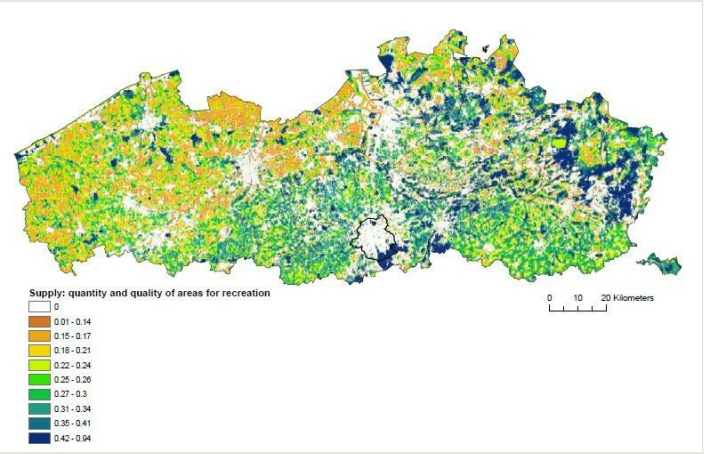 Supply: quantity and quality of areas for recreation
0
0.01 - 0.14
0.15 - 0.17
0.18 - 0.21
0.22 - 0.24
0.25 - 0.26
0.27 - 0.3
0.31 - 0.34
0.35 - 0.41
0.42 - 0.94
0 10 20 Kilometers